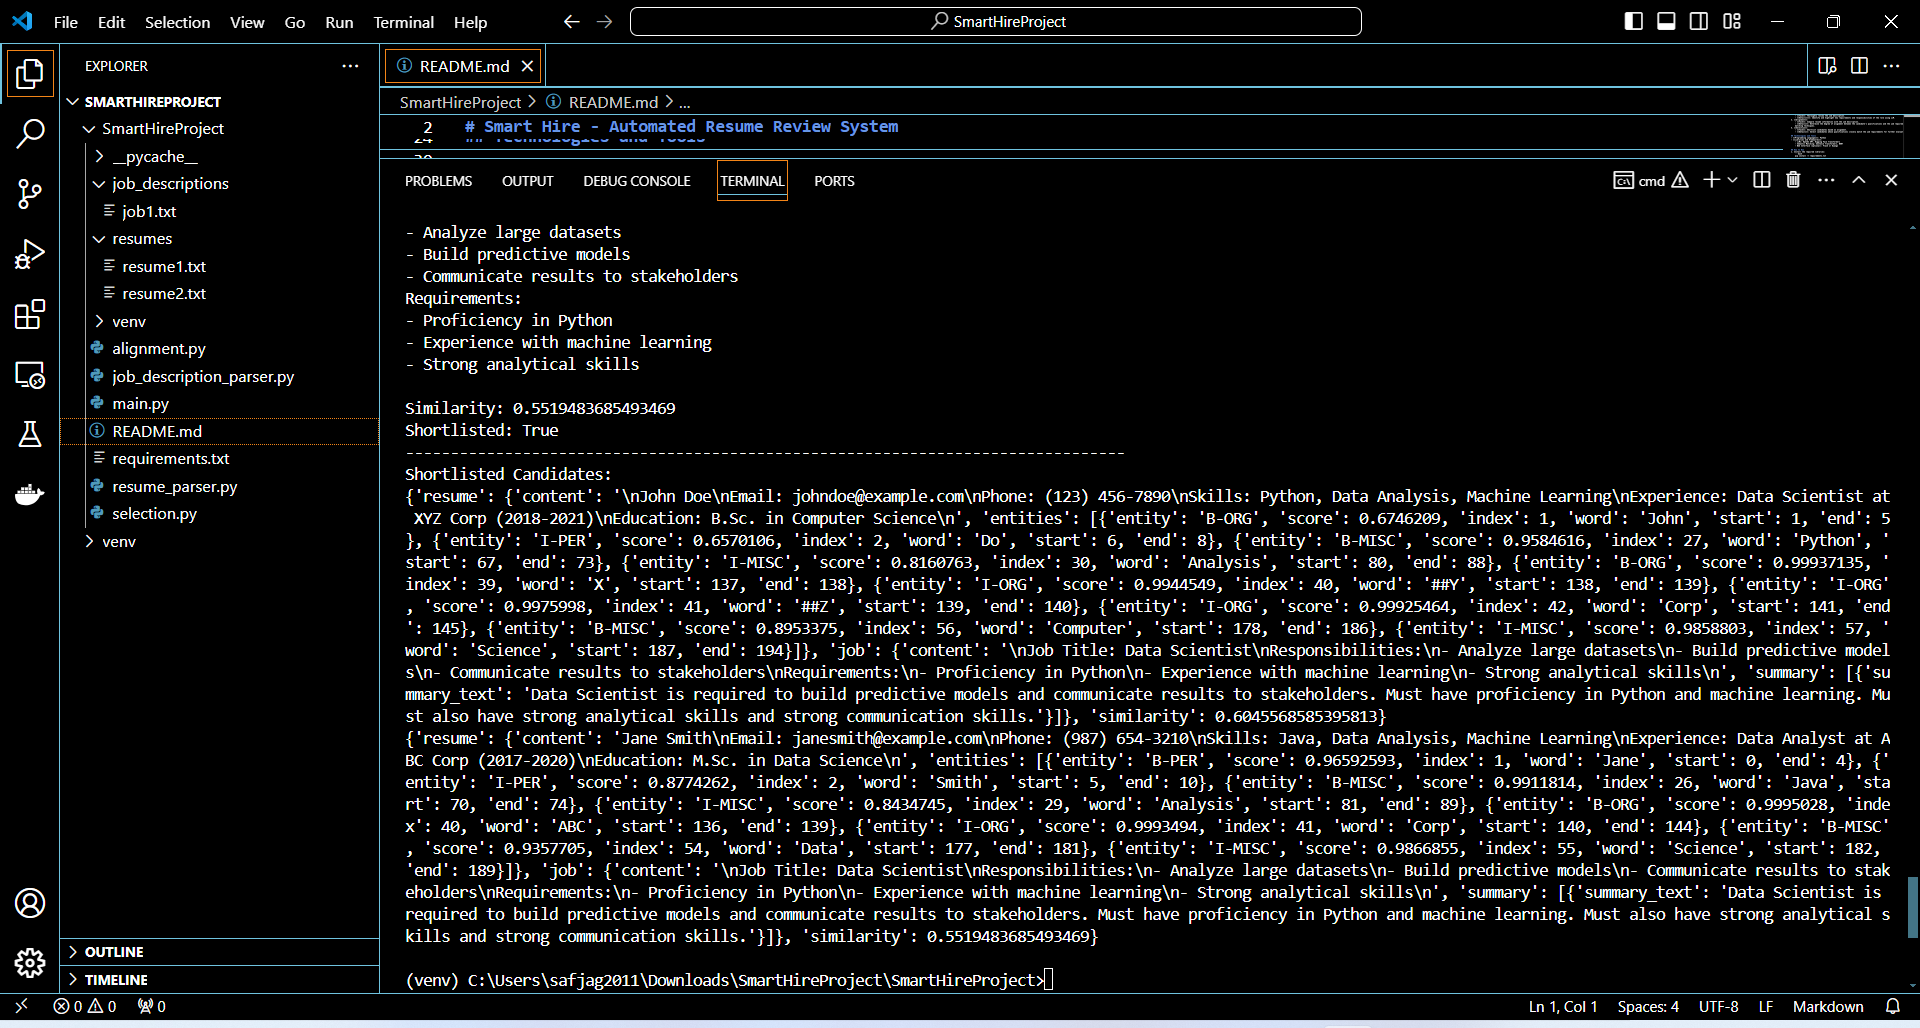 File Edit Selection View Go Run Terminal Help
SmartHireProject
EXPLORER
SMARTHIREPROJECT
SmartHireProject
__pycache__
job_descriptions
job1.txt
resumes
resume1.txt
resume2.txt
venv
alignment.py
job_description_parser.py
main.py
README.md
requirements.txt
resume_parser.py
selection.py
venv
OUTLINE
TIMELINE
README.md
SmartHireProject > README.md > ...
2 # Smart Hire - Automated Resume Review System
24 ## Technologies and Tools
PROBLEMS OUTPUT DEBUG CONSOLE TERMINAL PORTS
cmd
- Analyze large datasets
- Build predictive models
- Communicate results to stakeholders
Requirements:
- Proficiency in Python
- Experience with machine learning
- Strong analytical skills
Similarity: 0.5519483685493469
Shortlisted: True
--------------------------------------------------------------------------------
Shortlisted Candidates:
{'resume': {'content': '\nJohn Doe\nEmail: johndoe@example.com\nPhone: (123) 456-7890\nSkills: Python, Data Analysis, Machine Learning\nExperience: Data Scientist at
XYZ Corp (2018-2021)\nEducation: B.Sc. in Computer Science\n', 'entities': [{'entity': 'B-ORG', 'score': 0.6746209, 'index': 1, 'word': 'John', 'start': 1, 'end': 5
}, {'entity': 'I-PER', 'score': 0.6570106, 'index': 2, 'word': 'Do', 'start': 6, 'end': 8}, {'entity': 'B-MISC', 'score': 0.9584616, 'index': 27, 'word': 'Python', '
start': 67, 'end': 73}, {'entity': 'I-MISC', 'score': 0.8160763, 'index': 30, 'word': 'Analysis', 'start': 80, 'end': 88}, {'entity': 'B-ORG', 'score': 0.99937135, '
index': 39, 'word': 'X', 'start': 137, 'end': 138}, {'entity': 'I-ORG', 'score': 0.9944549, 'index': 40, 'word': '##Y', 'start': 138, 'end': 139}, {'entity': 'I-ORG'
, 'score': 0.9975998, 'index': 41, 'word': '##Z', 'start': 139, 'end': 140}, {'entity': 'I-ORG', 'score': 0.99925464, 'index': 42, 'word': 'Corp', 'start': 141, 'end
': 145}, {'entity': 'B-MISC', 'score': 0.8953375, 'index': 56, 'word': 'Computer', 'start': 178, 'end': 186}, {'entity': 'I-MISC', 'score': 0.9858803, 'index': 57, '
word': 'Science', 'start': 187, 'end': 194}]}, 'job': {'content': '\nJob Title: Data Scientist\nResponsibilities:\n- Analyze large datasets\n- Build predictive model
s\n- Communicate results to stakeholders\nRequirements:\n- Proficiency in Python\n- Experience with machine learning\n- Strong analytical skills\n', 'summary': [{'su
mmary_text': 'Data Scientist is required to build predictive models and communicate results to stakeholders. Must have proficiency in Python and machine learning. Mu
st also have strong analytical skills and strong communication skills.'}]}, 'similarity': 0.6045568585395813}
{'resume': {'content': 'Jane Smith\nEmail: janesmith@example.com\nPhone: (987) 654-3210\nSkills: Java, Data Analysis, Machine Learning\nExperience: Data Analyst at A
BC Corp (2017-2020)\nEducation: M.Sc. in Data Science\n', 'entities': [{'entity': 'B-PER', 'score': 0.96592593, 'index': 1, 'word': 'Jane', 'start': 0, 'end': 4}, {'
entity': 'I-PER', 'score': 0.8774262, 'index': 2, 'word': 'Smith', 'start': 5, 'end': 10}, {'entity': 'B-MISC', 'score': 0.9911814, 'index': 26, 'word': 'Java', 'sta
rt': 70, 'end': 74}, {'entity': 'I-MISC', 'score': 0.8434745, 'index': 29, 'word': 'Analysis', 'start': 81, 'end': 89}, {'entity': 'B-ORG', 'score': 0.9995028, 'inde
x': 40, 'word': 'ABC', 'start': 136, 'end': 139}, {'entity': 'I-ORG', 'score': 0.9993494, 'index': 41, 'word': 'Corp', 'start': 140, 'end': 144}, {'entity': 'B-MISC'
, 'score': 0.9357705, 'index': 54, 'word': 'Data', 'start': 177, 'end': 181}, {'entity': 'I-MISC', 'score': 0.9866855, 'index': 55, 'word': 'Science', 'start': 182,
'end': 189}]}, 'job': {'content': '\nJob Title: Data Scientist\nResponsibilities:\n- Analyze large datasets\n- Build predictive models\n- Communicate results to stak
eholders\nRequirements:\n- Proficiency in Python\n- Experience with machine learning\n- Strong analytical skills\n', 'summary': [{'summary_text': 'Data Scientist is
required to build predictive models and communicate results to stakeholders. Must have proficiency in Python and machine learning. Must also have strong analytical s
kills and strong communication skills.'}]}, 'similarity': 0.5519483685493469}
(venv) C:\Users\safjag2011\Downloads\SmartHireProject\SmartHireProject>
0 0 0
Ln 1, Col 1 Spaces: 4 UTF-8 LF Markdown